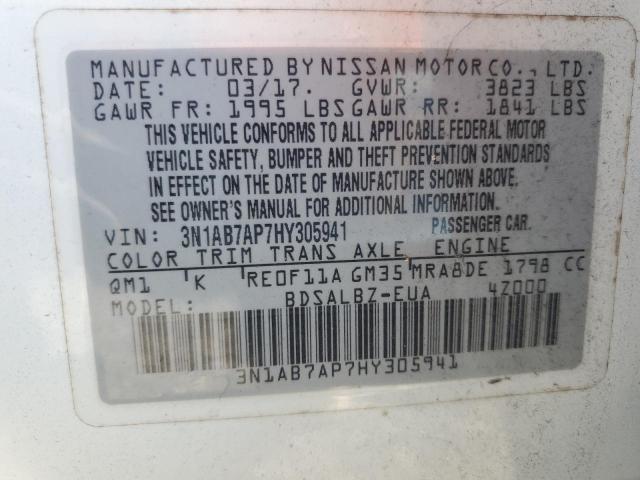 MANUFACTURED BY NISSAN MOTOR CO., LTD.
DATE: 03/17. GVWR: 3823 LBS
GAWR FR: 1995 LBS GAWR RR: 1841 LBS
THIS VEHICLE CONFORMS TO ALL APPLICABLE FEDERAL MOTOR
VEHICLE SAFETY, BUMPER AND THEFT PREVENTION STANDARDS
IN EFFECT ON THE DATE OF MANUFACTURE SHOWN ABOVE.
SEE OWNER'S MANUAL FOR ADDITIONAL INFORMATION.
VIN: 3N1AB7AP7HY305941 PASSENGER CAR.
COLOR TRIM TRANS AXLE ENGINE
QM1 K RE0F11A GM35 MRA8DE 1798 CC
BDSALBZ-EUA 4Z000
3N1AB7AP7HY305941